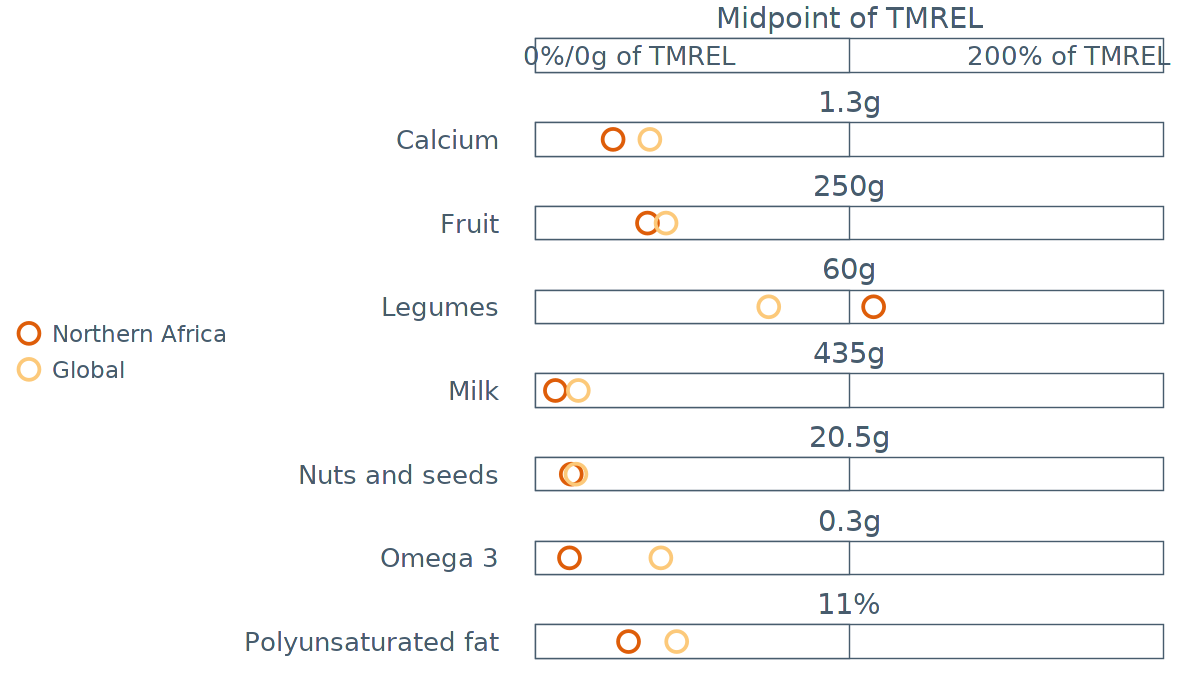 Midpoint of TMREL
0%/0g of TMREL
200% of TMREL
1.3g
Calcium
250g
Fruit
60g
Legumes
Northern Africa
Global
435g
Milk
20.5g
Nuts and seeds
0.3g
Omega 3
11%
Polyunsaturated fat